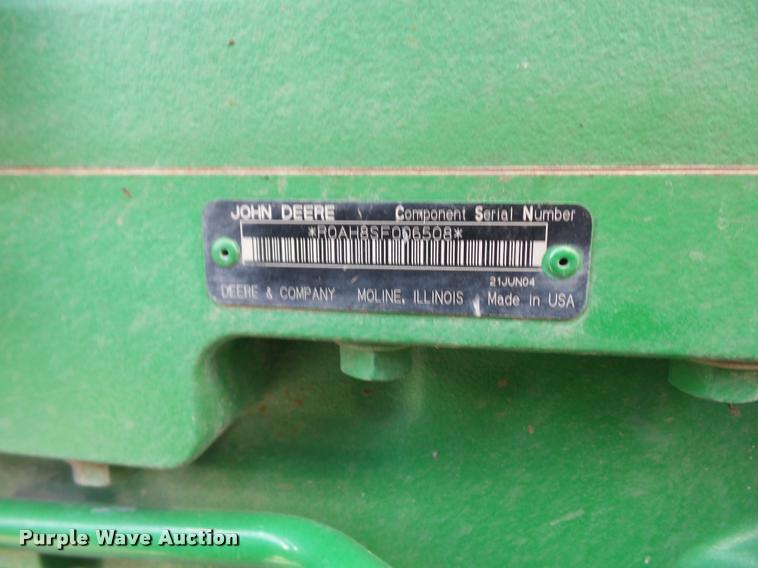 JOHN DEERE Component Serial Number
*R0AH8SF006508*
21JUN04
DEERE & COMPANY MOLINE, ILLINOIS Made in USA
Purple Wave Auction